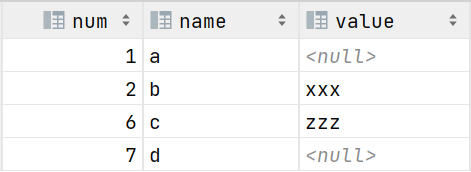 num name value
1 a <null>
2 b xxx
6 c zzz
7 d <null>